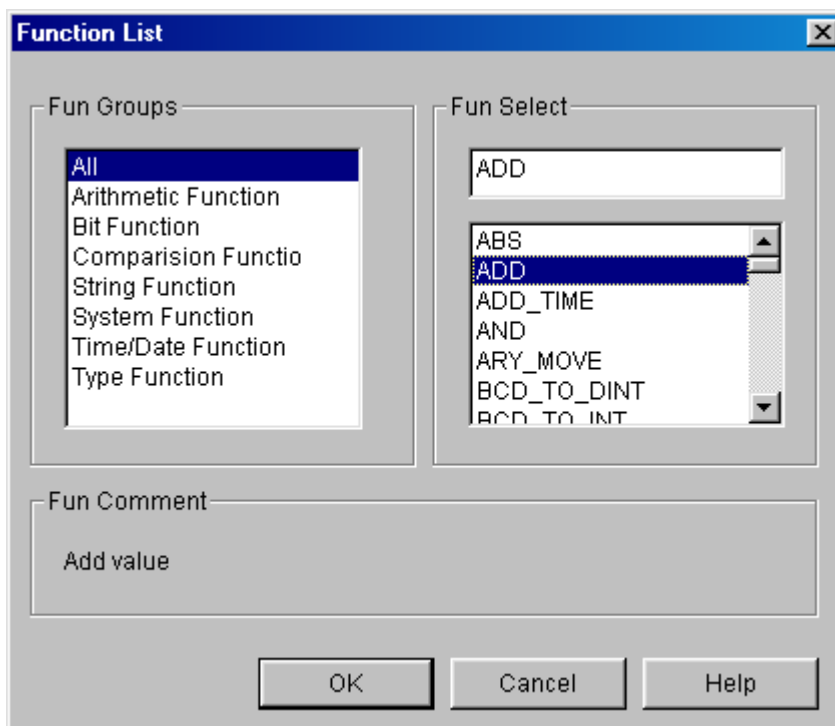 Function List
Fun Groups
All
Arithmetic Function
Bit Function
Comparision Functio
String Function
System Function
Time/Date Function
Type Function
Fun Select
ADD
ABS
ADD
ADD_TIME
AND
ARY_MOVE
BCD_TO_DINT
BCD_TO_INT
Fun Comment
Add value
OK
Cancel
Help